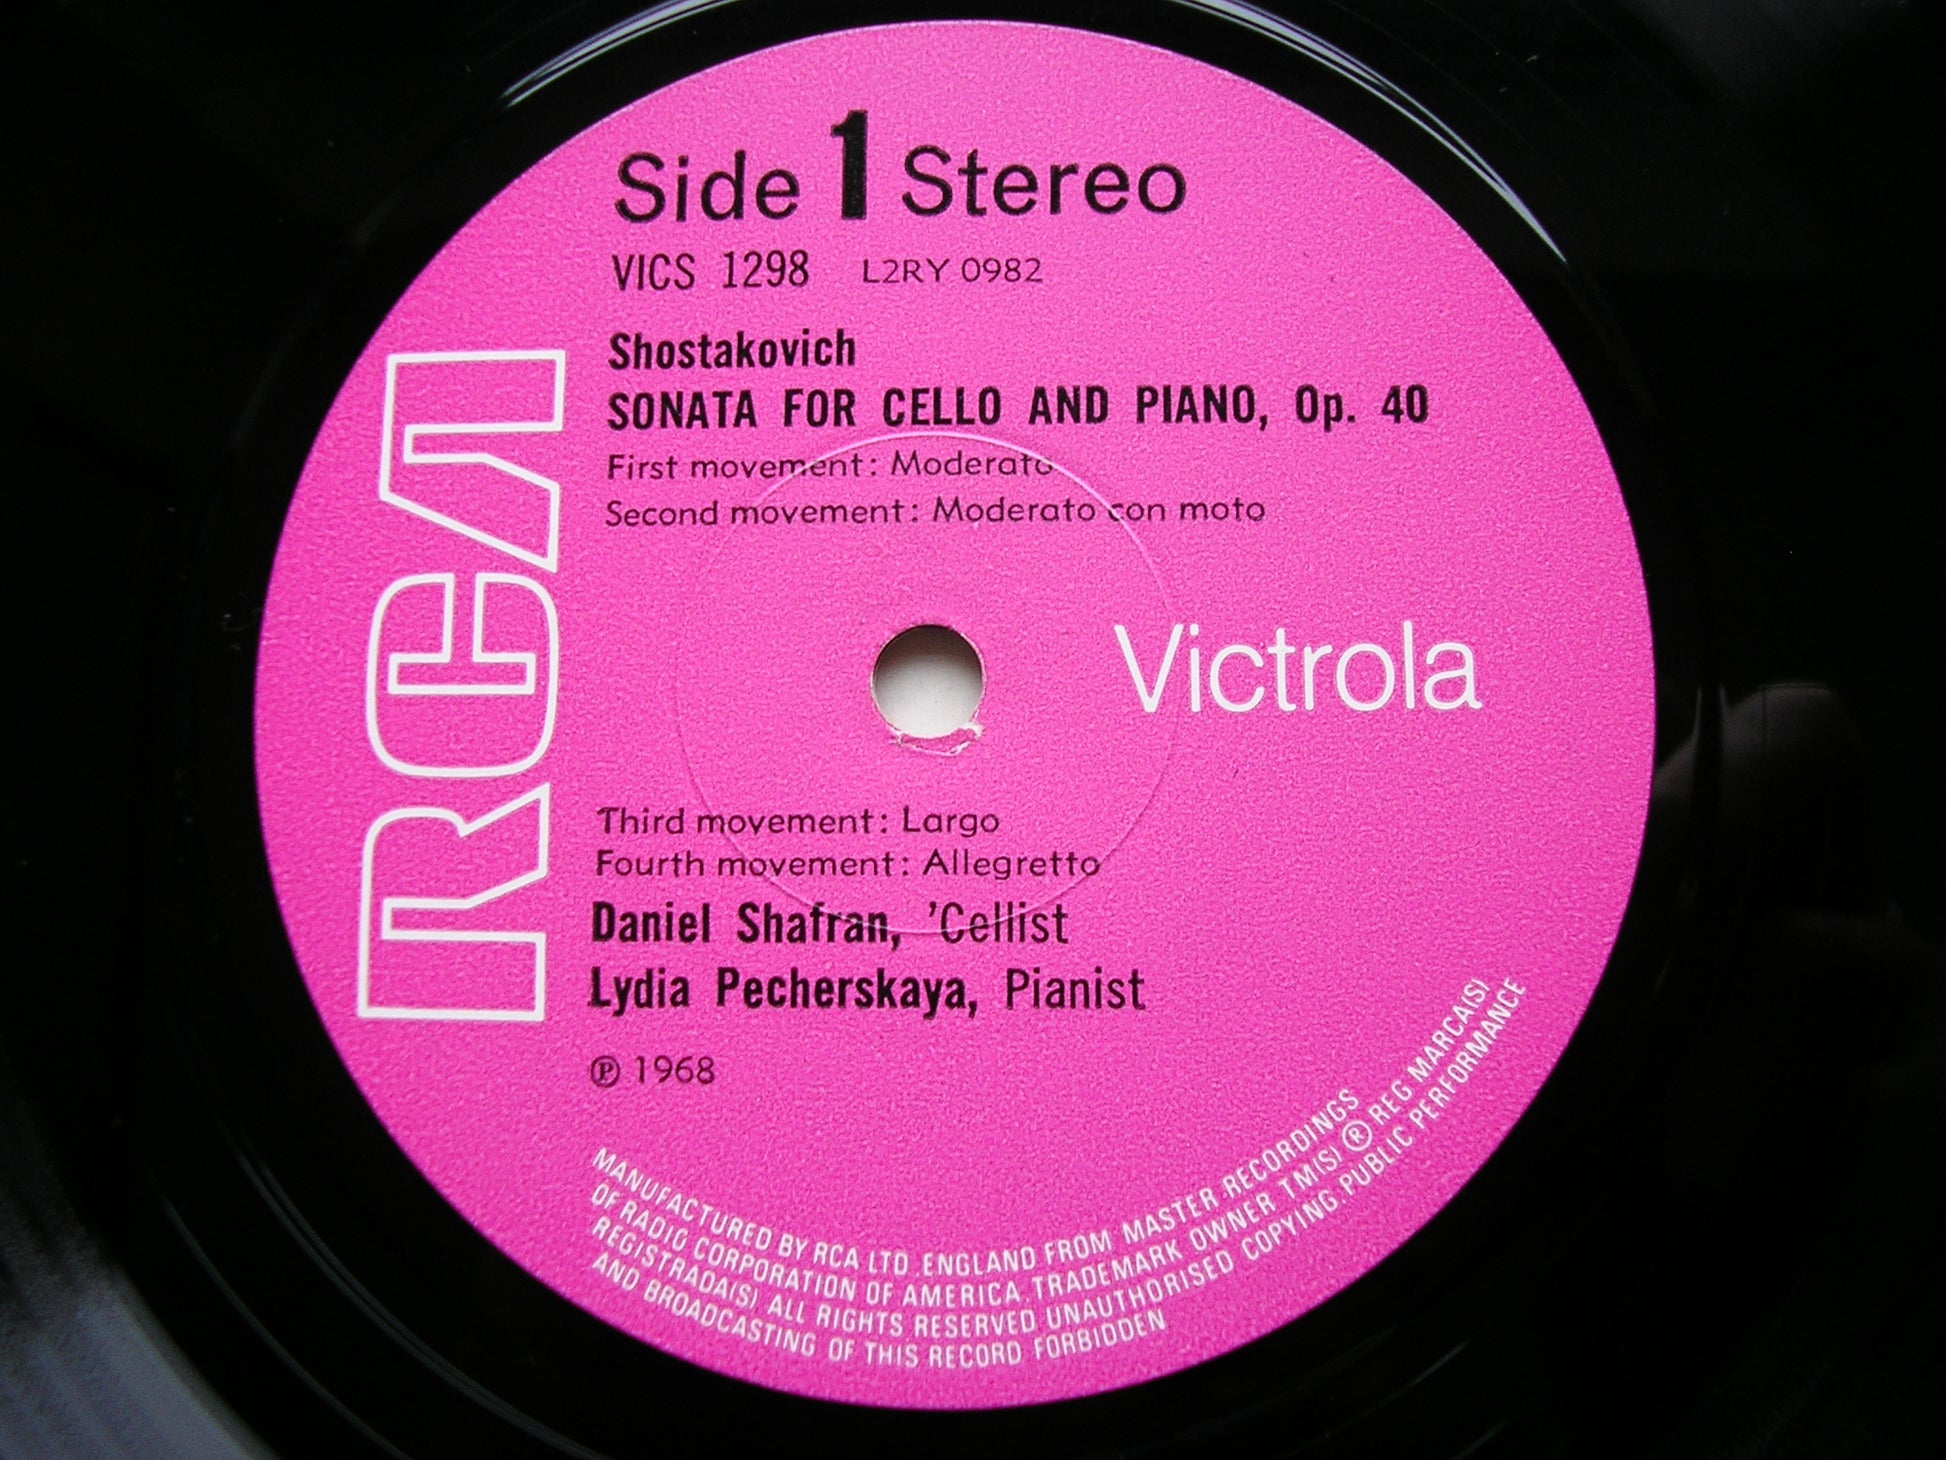 Side 1 Stereo
VICS 1298 L2RY 0982
Shostakovich
SONATA FOR CELLO AND PIANO, Op. 40
First movement: Moderato
Second movement: Moderato con moto
RCA
Victrola
Third movement: Largo
Fourth movement: Allegretto
Daniel Shafran, 'Cellist
Lydia Pecherskaya, Pianist
℗ 1968
MANUFACTURED BY RCA LTD. ENGLAND FROM MASTER RECORDINGS
OF RADIO CORPORATION OF AMERICA. TRADEMARK OWNER TM(S) ® REG MARCA(S)
REGISTRADA(S) ALL RIGHTS RESERVED UNAUTHORISED COPYING. PUBLIC PERFORMANCE
AND BROADCASTING OF THIS RECORD FORBIDDEN